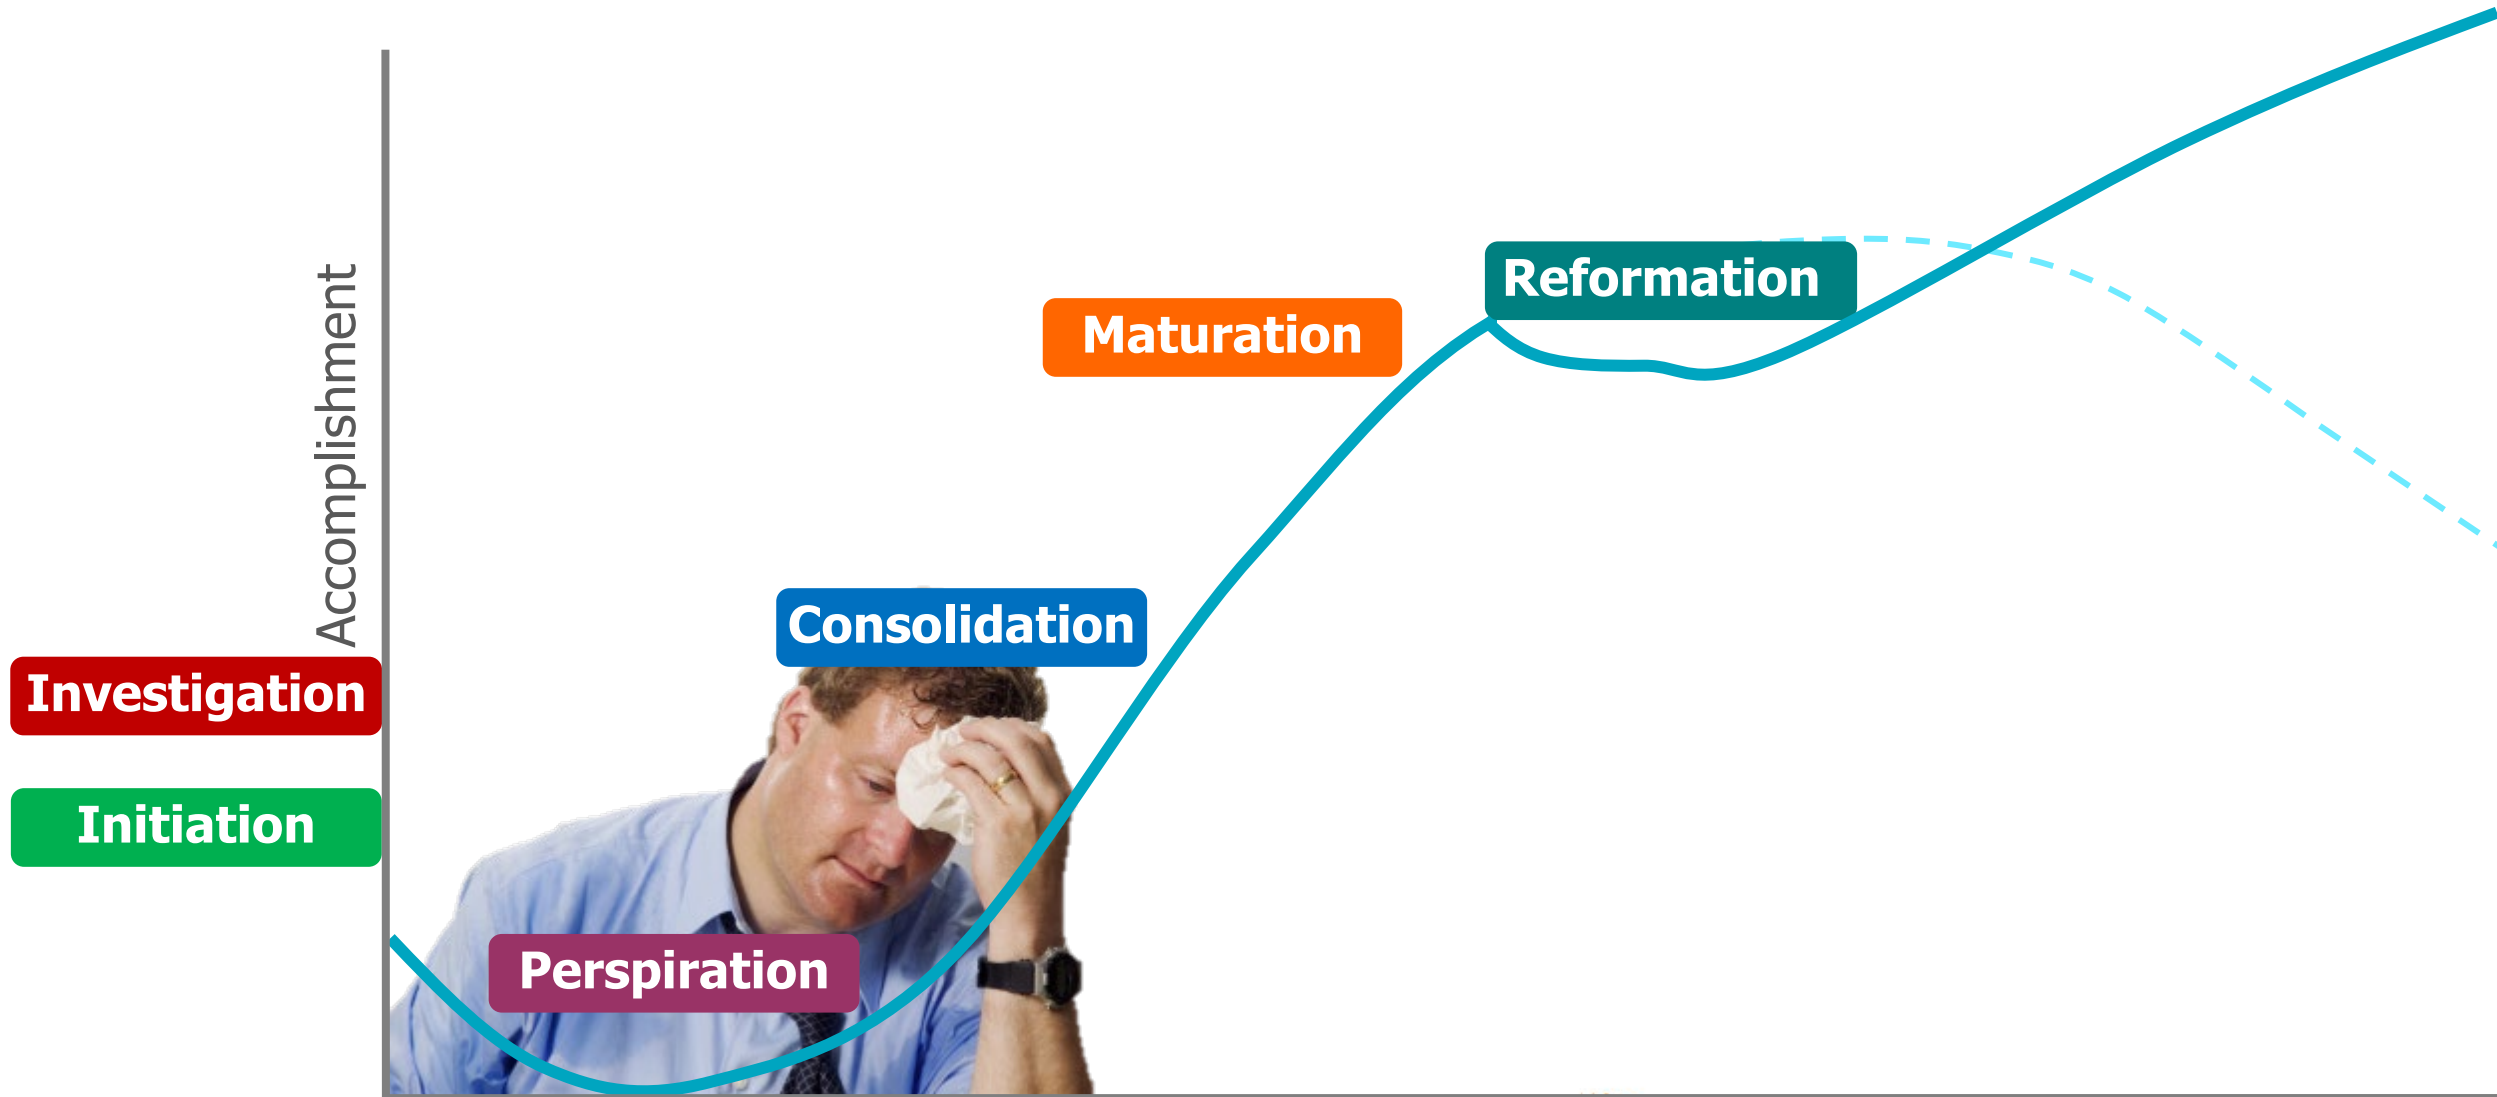 Accomplishment
Investigation
Initiation
Perspiration
Consolidation
Maturation
Reformation